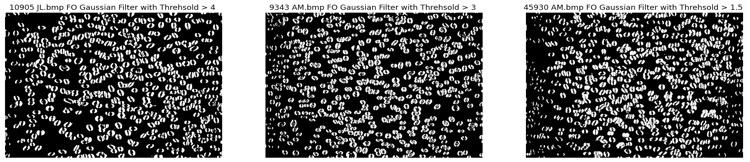 10905 JL.bmp FO Gaussian Filter with Threhsold > 4
9343 AM.bmp FO Gaussian Filter with Threhsold > 3
45930 AM.bmp FO Gaussian Filter with Threhsold > 1.5